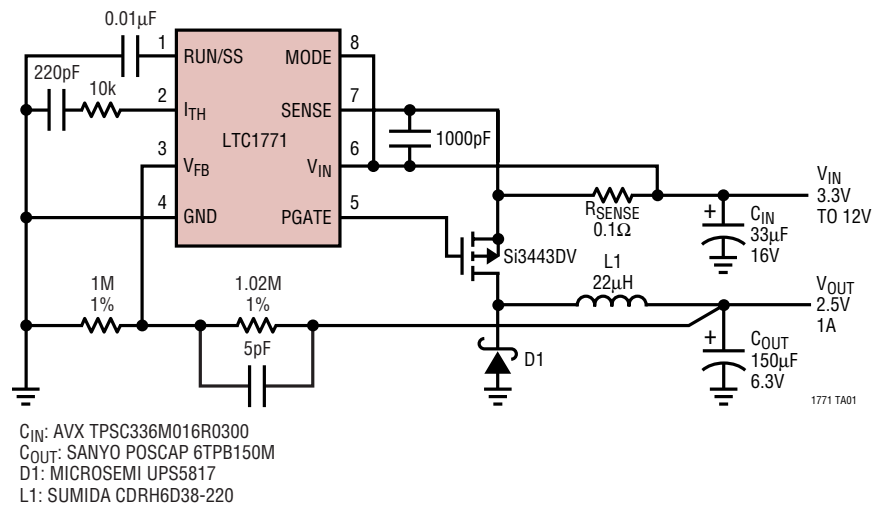 0.01µF
1
RUN/SS
MODE
8
220pF
10k
2
ITH
SENSE
7
1000pF
LTC1771
3
VFB
VIN
6
4
GND
PGATE
5
RSENSE
0.1Ω
VIN
3.3V
TO 12V
+
CIN
33µF
16V
Si3443DV
L1
22µH
1M
1%
1.02M
1%
5pF
D1
VOUT
2.5V
1A
+
COUT
150µF
6.3V
1771 TA01
CIN: AVX TPSC336M016R0300
COUT: SANYO POSCAP 6TPB150M
D1: MICROSEMI UPS5817
L1: SUMIDA CDRH6D38-220